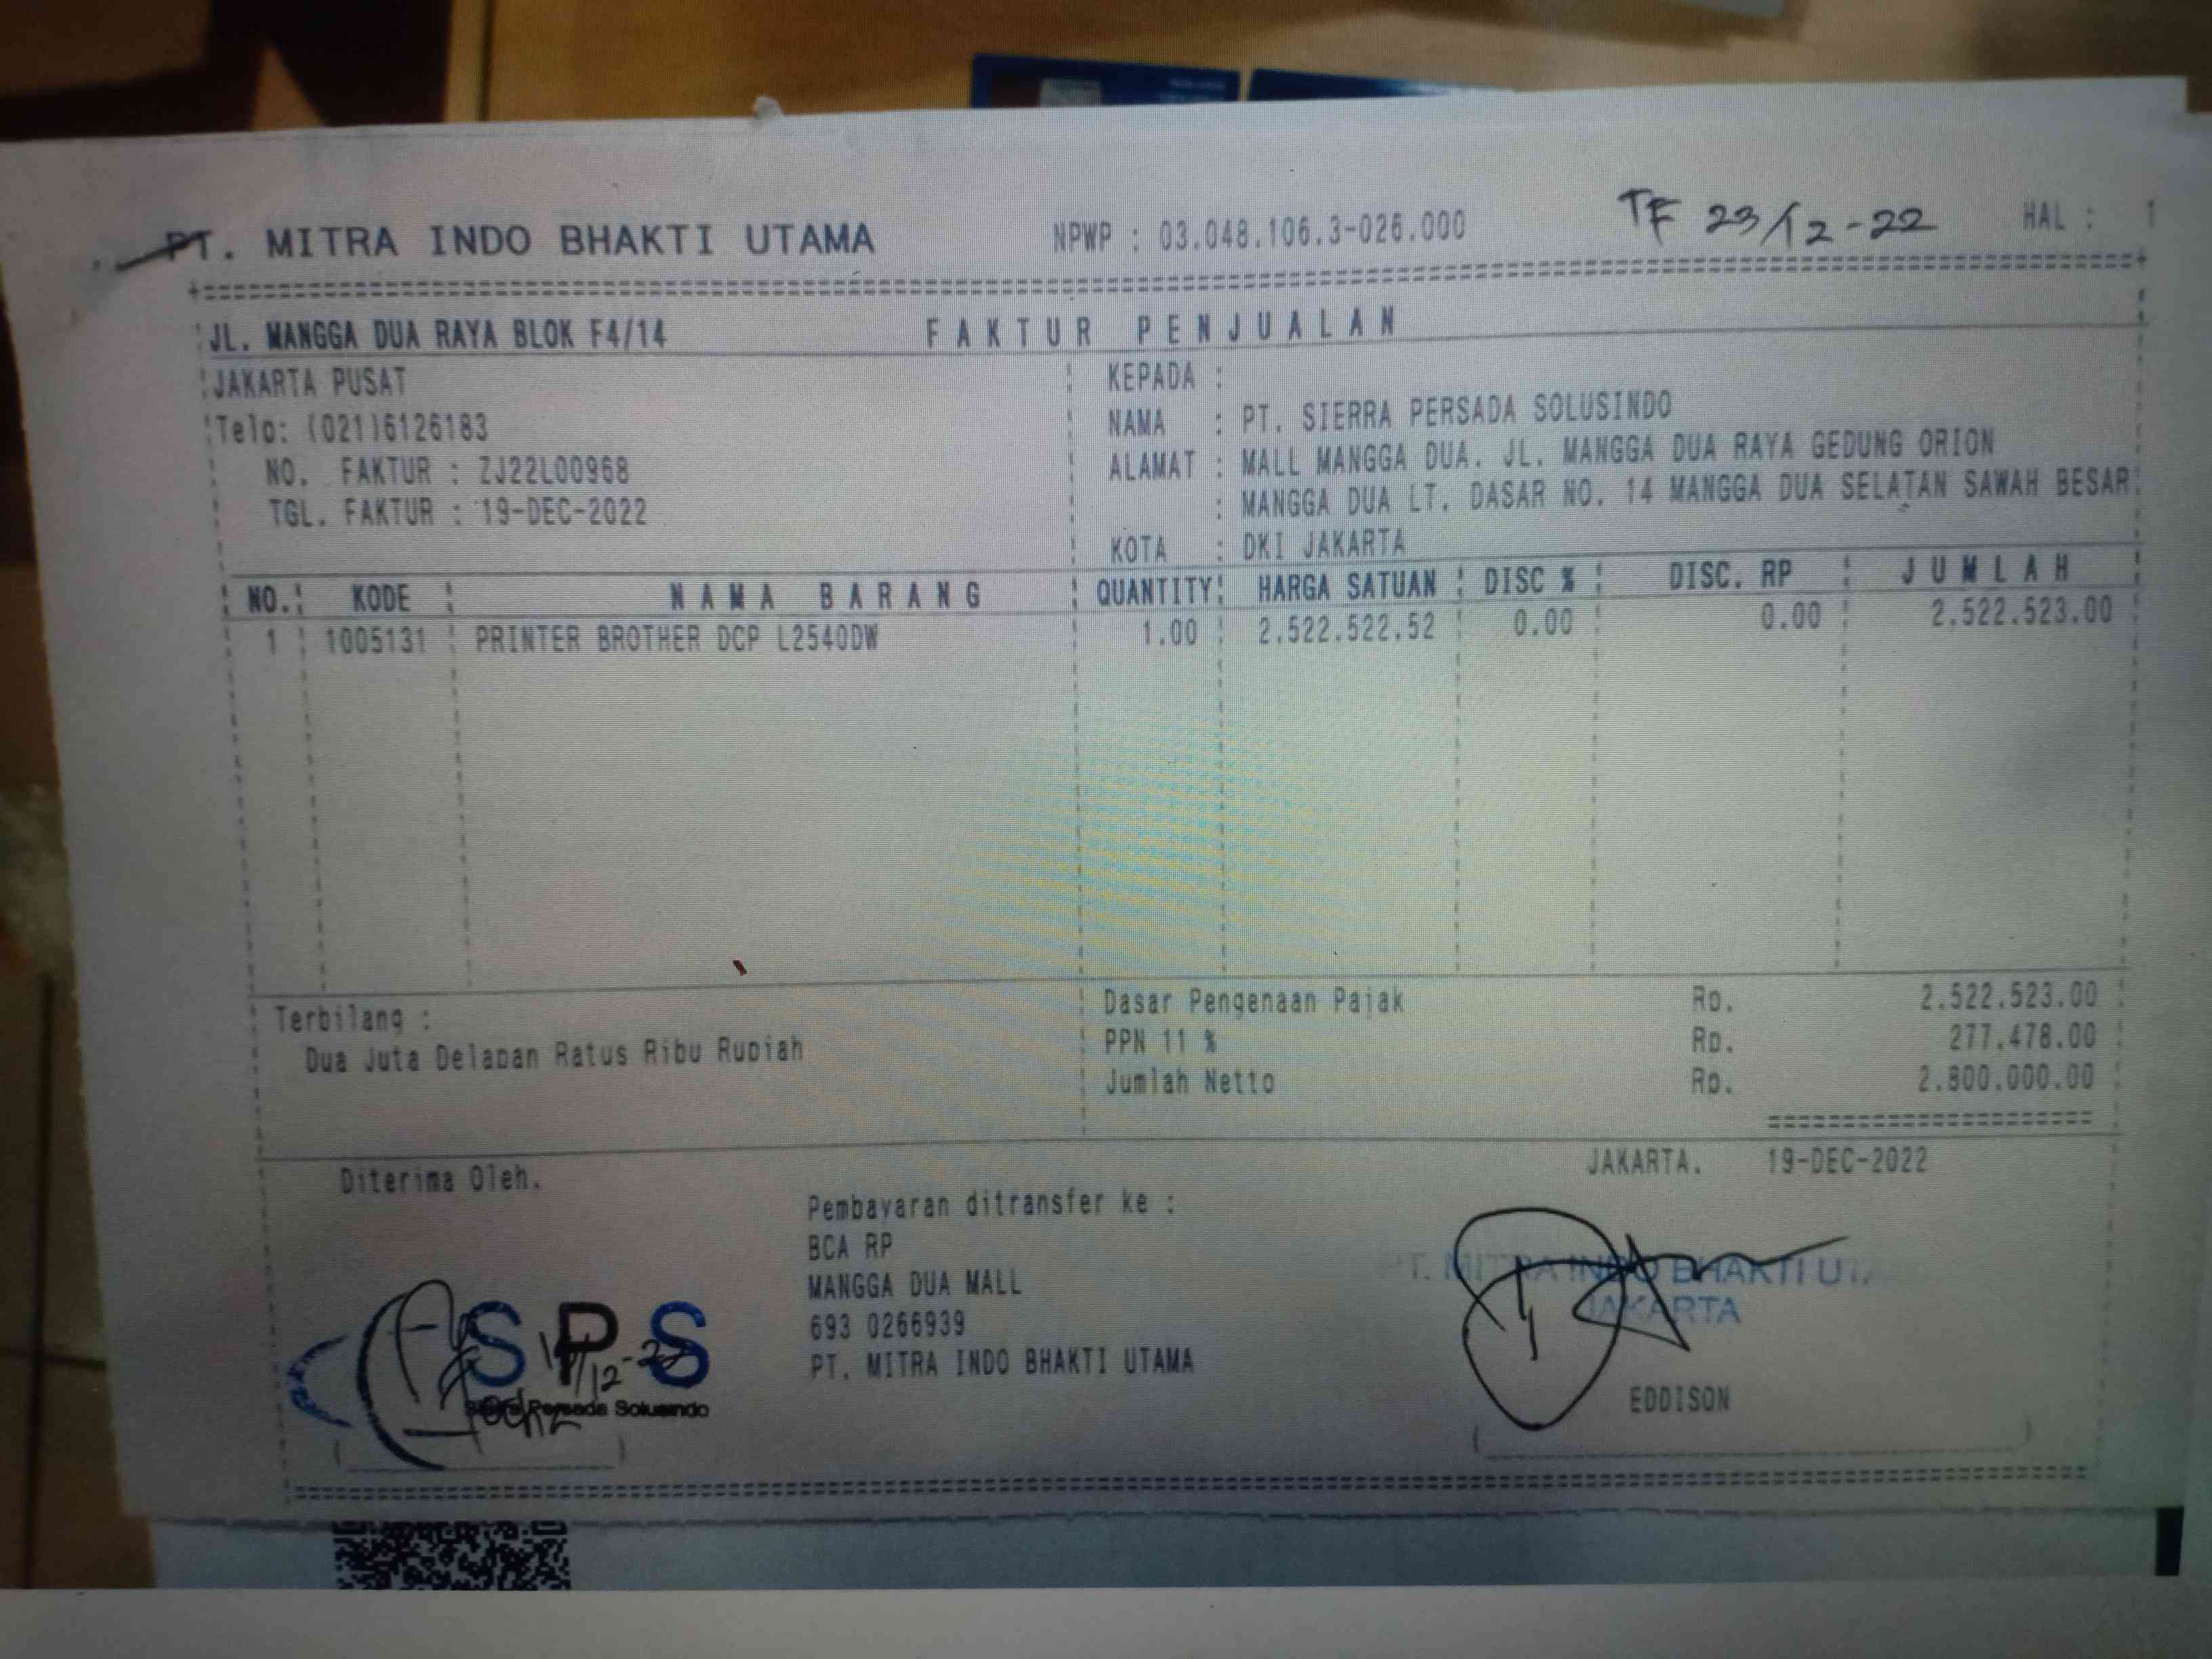 PT. MITRA INDO BHAKTI UTAMA NPWP : 03.048.106.3-026.000 TF 23/12-22 HAL : 1
JL. MANGGA DUA RAYA BLOK F4/14 FAKTUR PENJUALAN
JAKARTA PUSAT KEPADA :
Telp: (021)6126183 NAMA : PT. SIERRA PERSADA SOLUSINDO
NO. FAKTUR : ZJ22L00968 ALAMAT : MALL MANGGA DUA. JL. MANGGA DUA RAYA GEDUNG ORION
TGL. FAKTUR : 19-DEC-2022 : MANGGA DUA LT. DASAR NO. 14 MANGGA DUA SELATAN SAWAH BESAR
KOTA : DKI JAKARTA
NO. KODE NAMA BARANG QUANTITY HARGA SATUAN DISC % DISC. RP JUMLAH
1 1005131 PRINTER BROTHER DCP L2540DW 1.00 2.522.522.52 0.00 0.00 2.522.523.00
Terbilang : Dasar Pengenaan Pajak Rp. 2.522.523.00
Dua Juta Delapan Ratus Ribu Rupiah PPN 11 % Rp. 277.478.00
Jumlah Netto Rp. 2.800.000.00
JAKARTA. 19-DEC-2022
Diterima Oleh.
Pembayaran ditransfer ke :
BCA RP
MANGGA DUA MALL
693 0266939
PT. MITRA INDO BHAKTI UTAMA
SPS
Persada Solusindo
PT. MITRA INDO BHAKTI UTA
JAKARTA
EDDISON